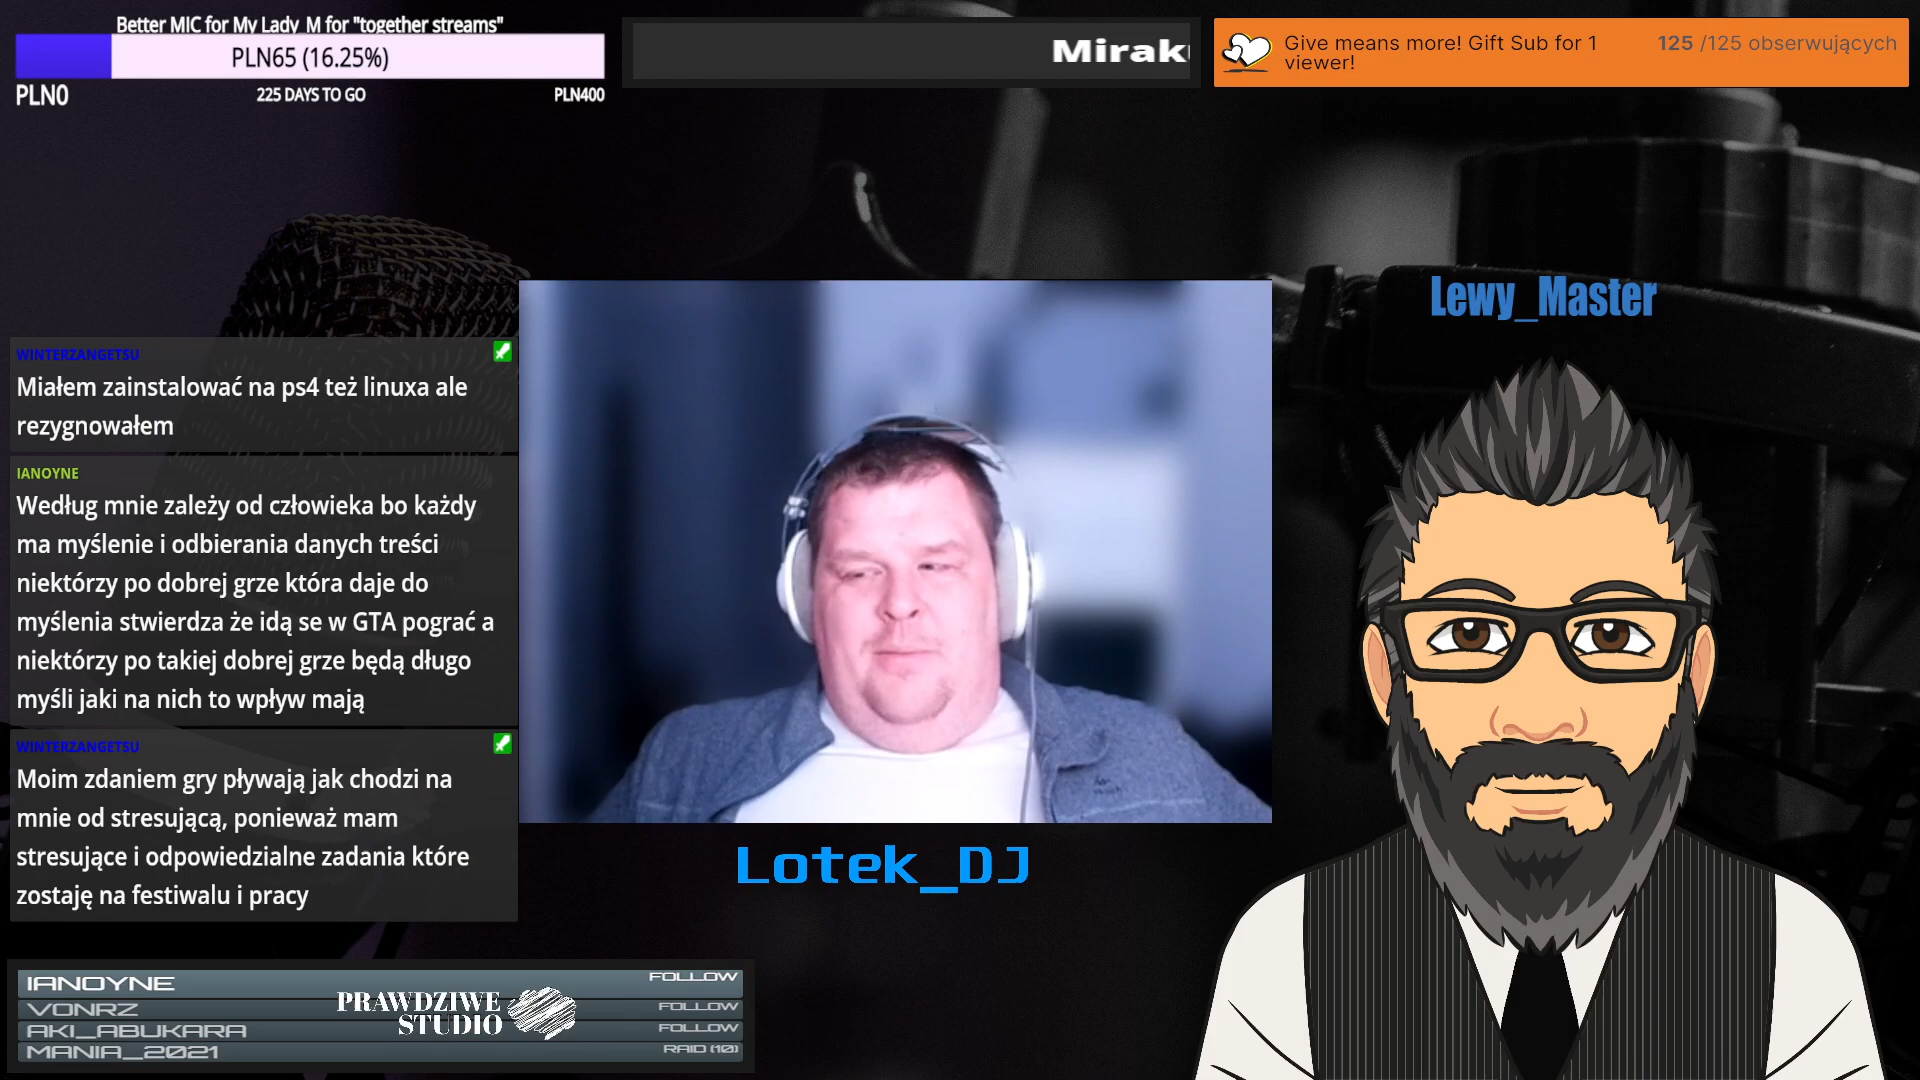 Better MIC for My Lady_M for "together streams"
PLN65 (16.25%)
PLN0
225 DAYS TO GO
PLN400
Give means more! Gift Sub for 1
viewer!
125 /125 obserwujących
Lewy_Master
WINTERZANGETSU
Miałem zainstalować na ps4 też linuxa ale
rezygnowałem
IANOYNE
Według mnie zależy od człowieka bo każdy
ma myślenie i odbierania danych treści
niektórzy po dobrej grze która daje do
myślenia stwierdza że idą se w GTA pograć a
niektórzy po takiej dobrej grze będą długo
myśli jaki na nich to wpływ mają
WINTERZANGETSU
Moim zdaniem gry pływają jak chodzi na
mnie od stresującą, ponieważ mam
stresujące i odpowiedzialne zadania które
zostaję na festiwalu i pracy
Lotek_DJ
IANOYNE FOLLOW
VONRZ FOLLOW
AKI_ABUKARA FOLLOW
MANIA_2021 RAID (10)
PRAWDZIWE
STUDIO